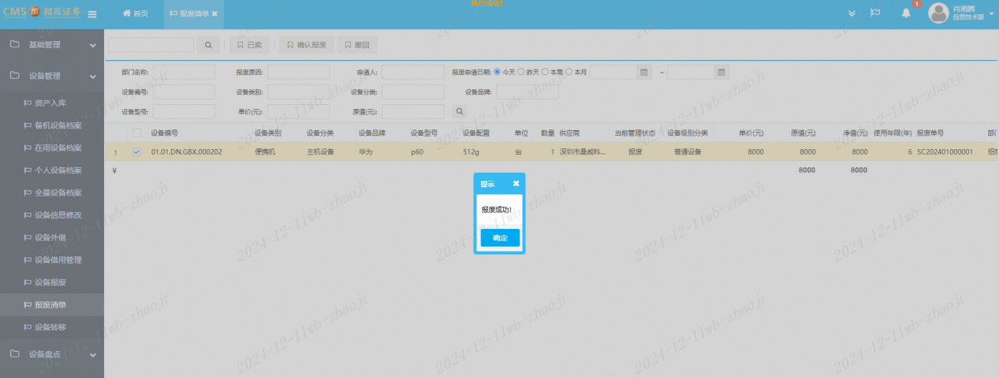 CMS 招商证券 首页 报废清单 执行成功! 1 肖湘圆
信息技术部
基础管理
设备管理
资产入库
备机设备档案
在用设备档案
个人设备档案
全量设备档案
设备信息修改
设备外借
设备借用管理
设备报废
报废清单
设备转移
设备盘点
已卖 确认报废 撤回
部门名称: 报废原因: 申请人: 报废申请日期: 今天 昨天 本周 本月 ~
设备编号: 设备类别: 设备分类: 设备品牌:
设备型号: 单价(元): 原值(元):
设备编号 设备类别 设备分类 设备品牌 设备型号 设备配置 单位 数量 供应商 当前管理状态 设备级别分类 单价(元) 原值(元) 净值(元) 使用年限(年) 报废单号
1 01.01.DN.GBX.000202 便携机 主机设备 华为 p60 512g 台 1 深圳市桑威科... 报废 普通设备 8000 8000 8000 6 SC202401000001
¥ 8000 8000
提示
报废成功!
确定
2024-12-11wb-zhaoji